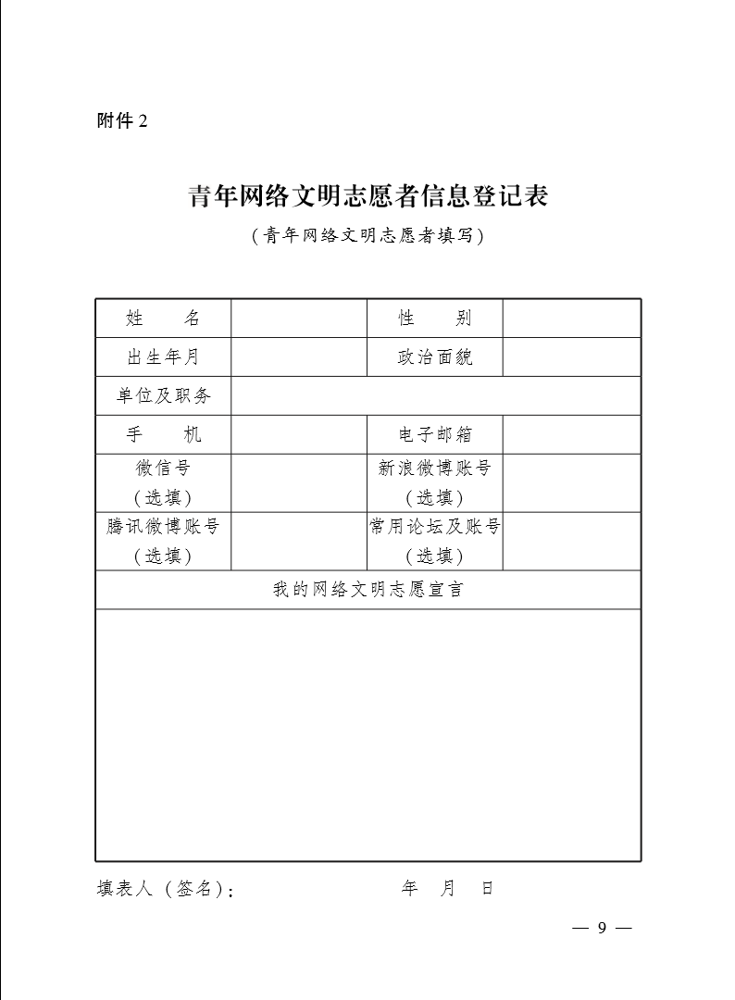 附件 2
青年网络文明志愿者信息登记表
（青年网络文明志愿者填写）
姓 名 性 别
出生年月 政治面貌
单位及职务
手 机 电子邮箱
微信号 新浪微博账号
（选填） （选填）
腾讯微博账号 常用论坛及账号
（选填） （选填）
我的网络文明志愿宣言
填表人（签名）： 年 月 日
— 9 —